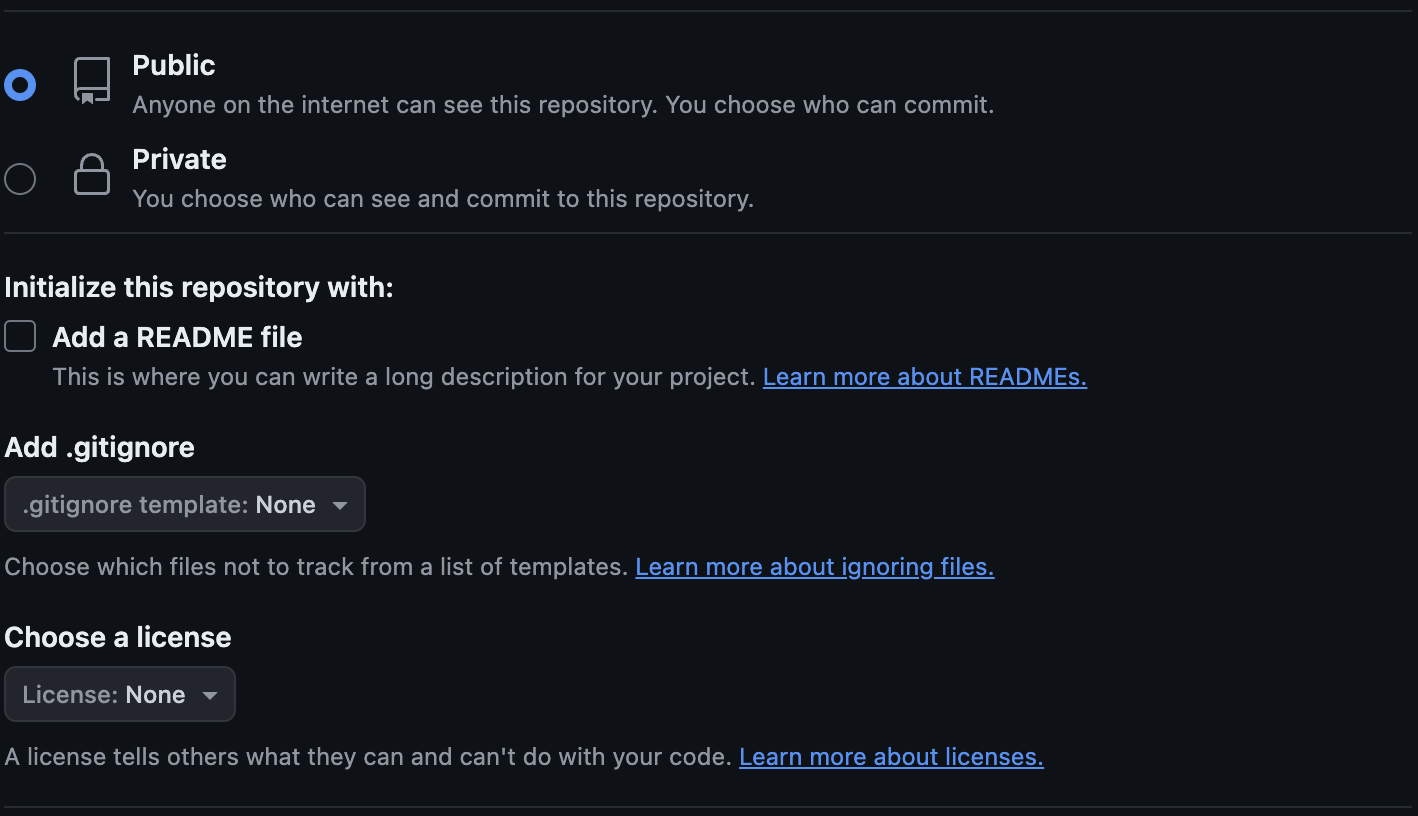 Public
Anyone on the internet can see this repository. You choose who can commit.
Private
You choose who can see and commit to this repository.
Initialize this repository with:
Add a README file
This is where you can write a long description for your project. Learn more about READMEs.
Add .gitignore
.gitignore template: None
Choose which files not to track from a list of templates. Learn more about ignoring files.
Choose a license
License: None
A license tells others what they can and can't do with your code. Learn more about licenses.